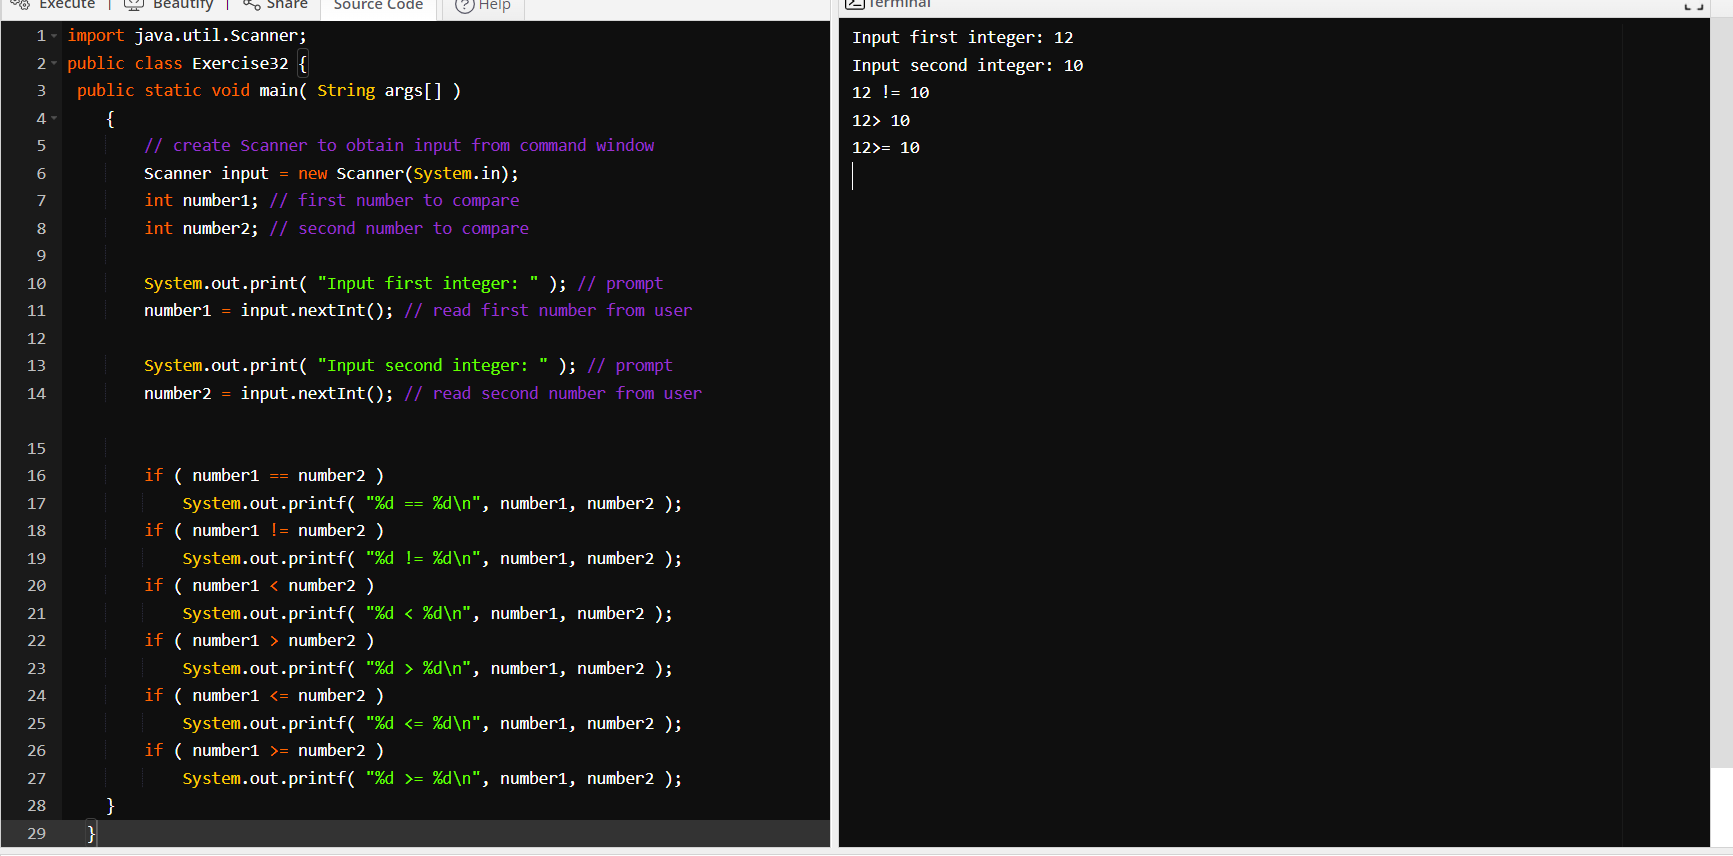 Execute | Beautify | Share Source Code Help
1 import java.util.Scanner;
2 public class Exercise32 {
3 public static void main( String args[] )
4 {
5 // create Scanner to obtain input from command window
6 Scanner input = new Scanner(System.in);
7 int number1; // first number to compare
8 int number2; // second number to compare
9
10 System.out.print( "Input first integer: " ); // prompt
11 number1 = input.nextInt(); // read first number from user
12
13 System.out.print( "Input second integer: " ); // prompt
14 number2 = input.nextInt(); // read second number from user
15
16 if ( number1 == number2 )
17 System.out.printf( "%d == %d\n", number1, number2 );
18 if ( number1 != number2 )
19 System.out.printf( "%d != %d\n", number1, number2 );
20 if ( number1 < number2 )
21 System.out.printf( "%d < %d\n", number1, number2 );
22 if ( number1 > number2 )
23 System.out.printf( "%d > %d\n", number1, number2 );
24 if ( number1 <= number2 )
25 System.out.printf( "%d <= %d\n", number1, number2 );
26 if ( number1 >= number2 )
27 System.out.printf( "%d >= %d\n", number1, number2 );
28 }
29 }
Terminal
Input first integer: 12
Input second integer: 10
12 != 10
12> 10
12>= 10